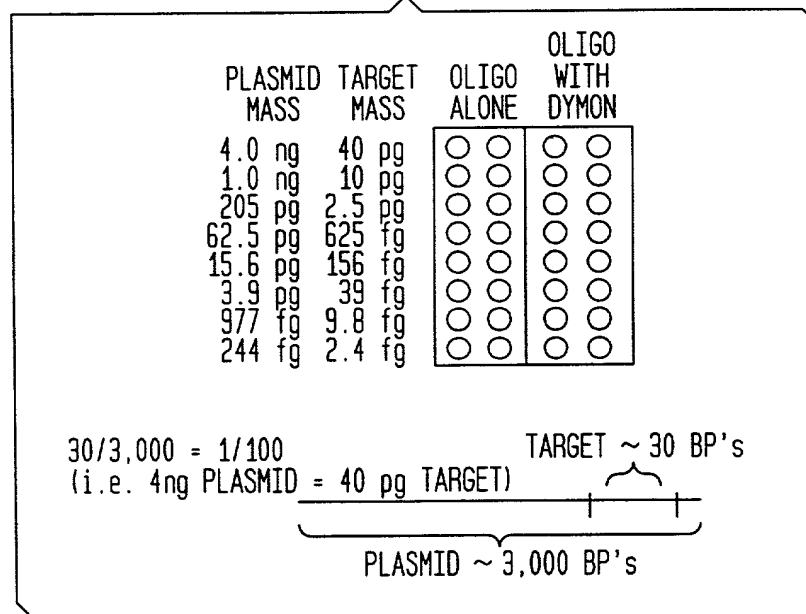 OLIGO
PLASMID TARGET OLIGO WITH
MASS MASS ALONE DYMON
4.0 ng 40 pg
1.0 ng 10 pg
205 pg 2.5 pg
62.5 pg 625 fg
15.6 pg 156 fg
3.9 pg 39 fg
977 fg 9.8 fg
244 fg 2.4 fg
30/3,000 = 1/100 TARGET ~ 30 BP's
(i.e. 4ng PLASMID = 40 pg TARGET)
PLASMID ~ 3,000 BP's